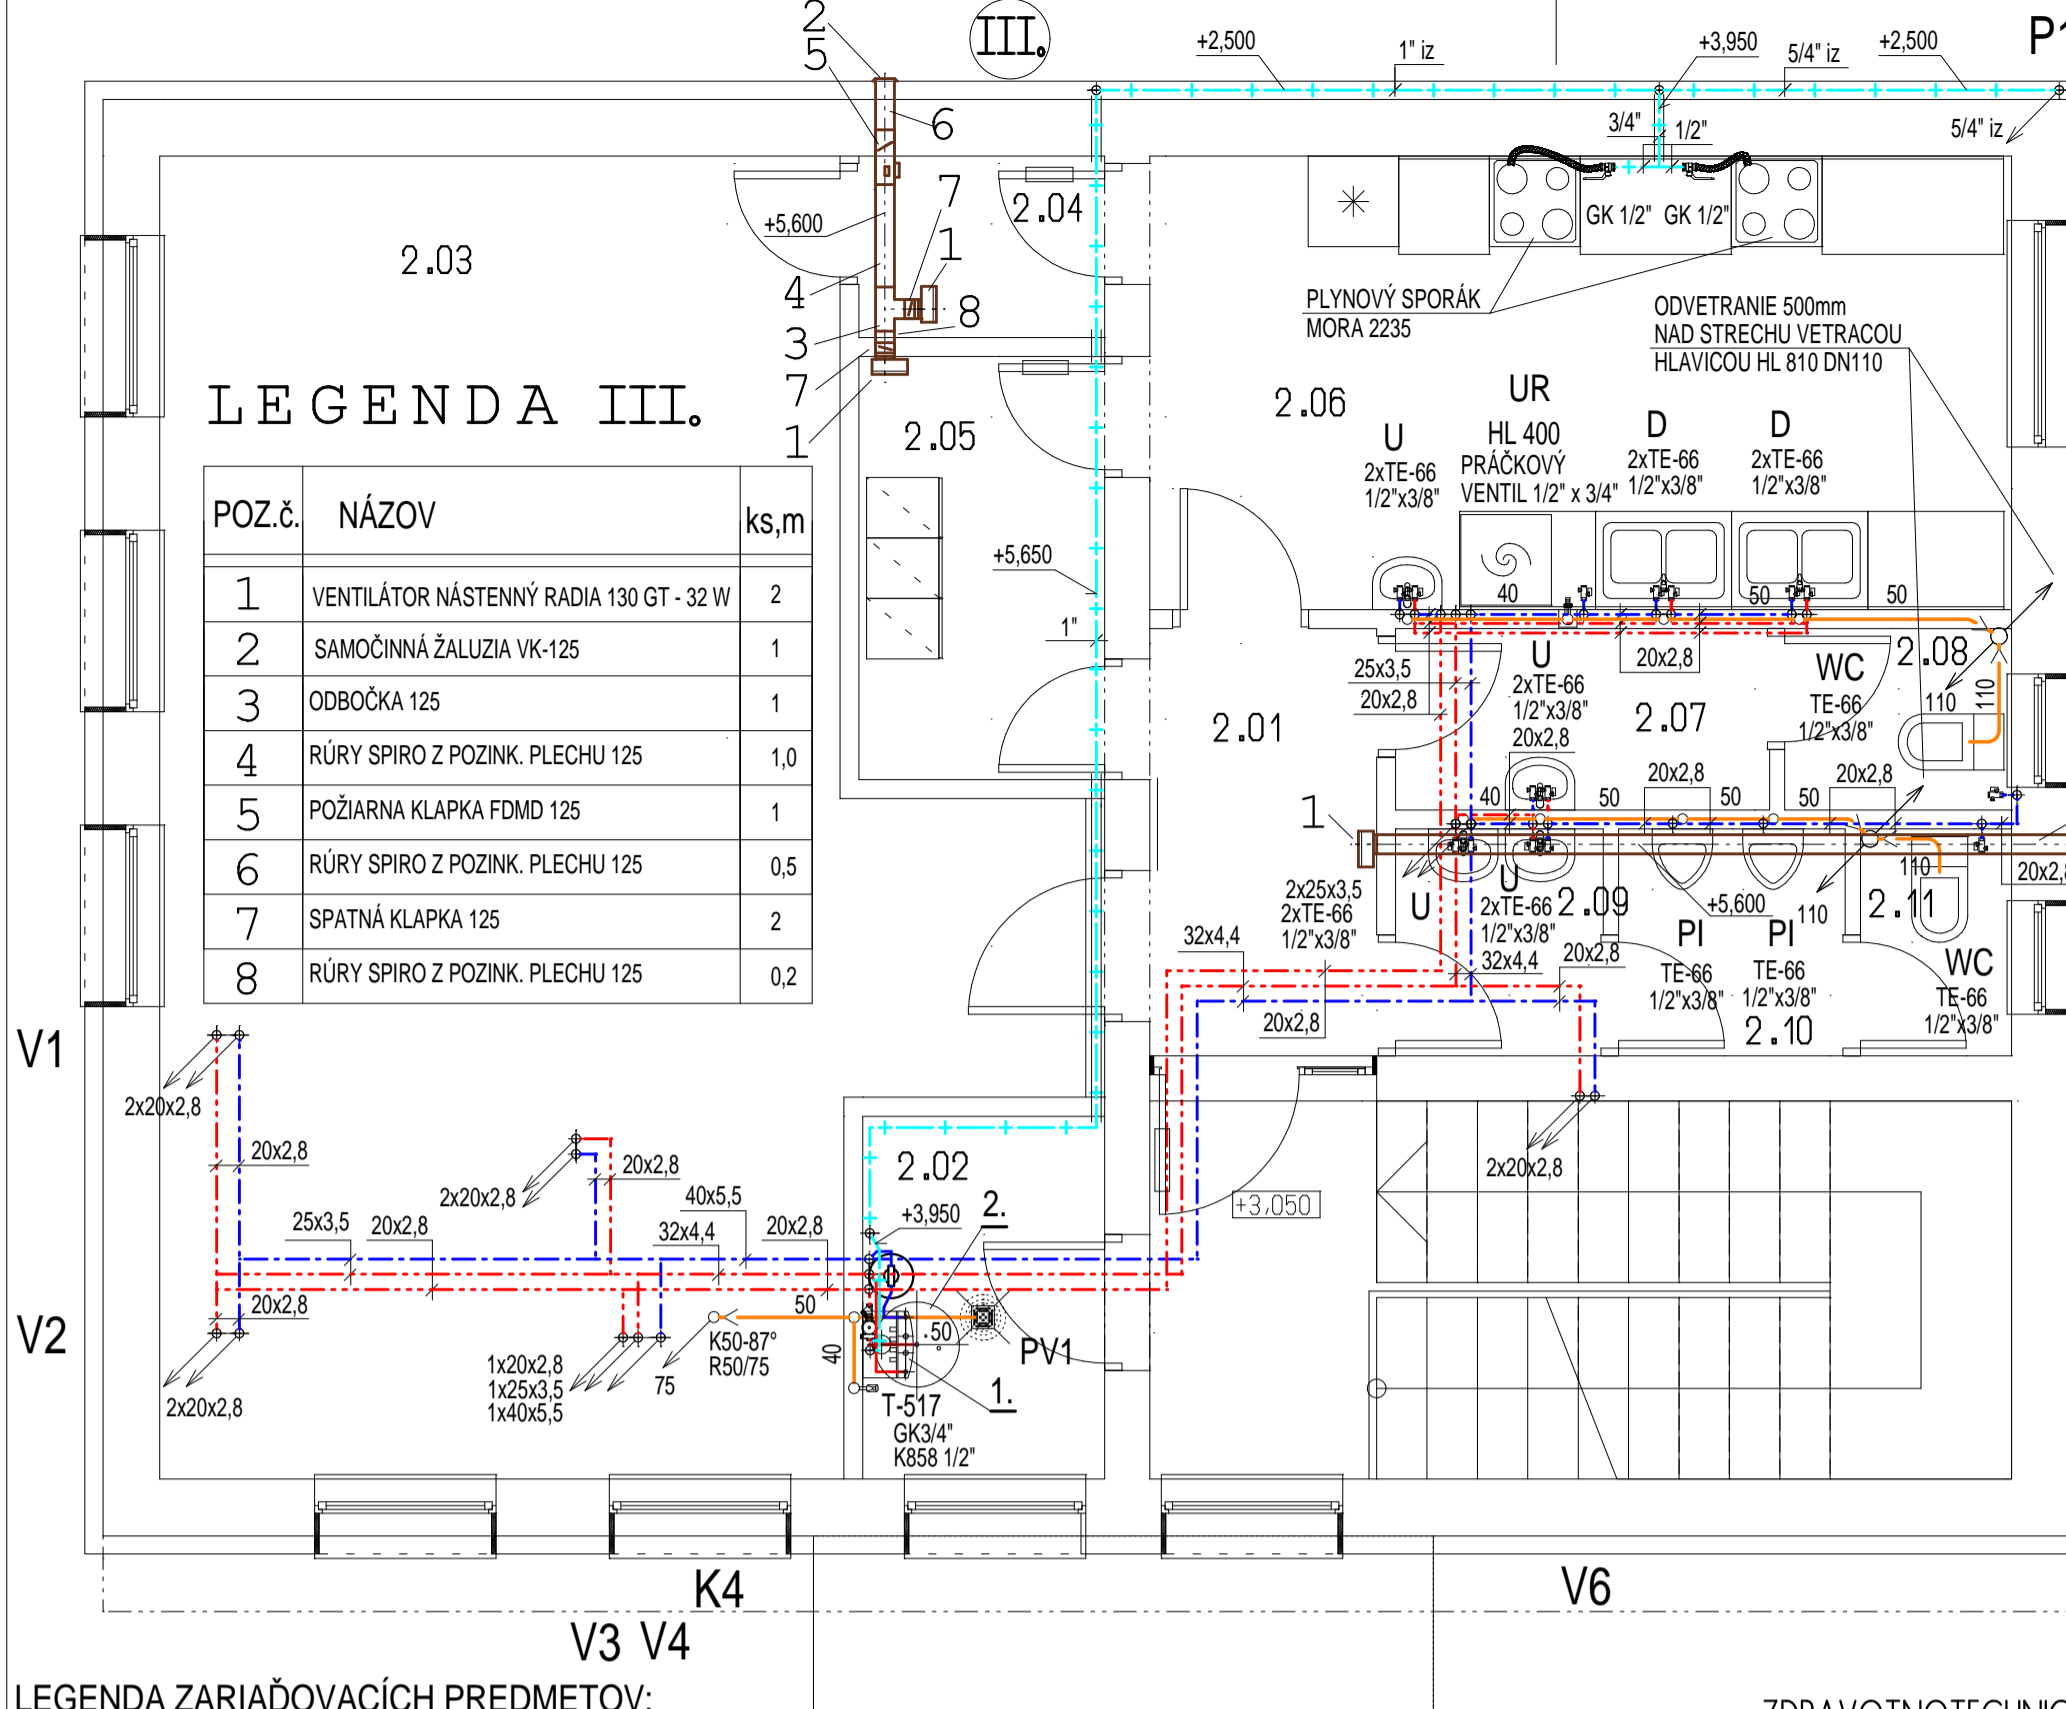 2
5
III.
+2,500
1" iz
+3,950
5/4" iz
+2,500
6
3/4"
1/2"
5/4" iz
7
2.04
+5,600
1
GK 1/2"
GK 1/2"
2.03
4
8
3
7
1
PLYNOVÝ SPORÁK
MORA 2235
ODVETRANIE 500mm
NAD STRECHU VETRACOU
HLAVICOU HL 810 DN110
LEGENDA III.
2.05
2.06
UR
HL 400
PRÁČKOVÝ
VENTIL 1/2" x 3/4"
U
2xTE-66
1/2"x3/8"
D
2xTE-66
1/2"x3/8"
D
2xTE-66
1/2"x3/8"
POZ.č. NÁZOV ks,m
1 VENTILÁTOR NÁSTENNÝ RADIA 130 GT - 32 W 2
2 SAMOČINNÁ ŽALUZIA VK-125 1
3 ODBOČKA 125 1
4 RÚRY SPIRO Z POZINK. PLECHU 125 1,0
5 POŽIARNA KLAPKA FDMD 125 1
6 RÚRY SPIRO Z POZINK. PLECHU 125 0,5
7 SPATNÁ KLAPKA 125 2
8 RÚRY SPIRO Z POZINK. PLECHU 125 0,2
+5,650
1"
40
50
50
25x3,5
20x2,8
20x2,8
U
2xTE-66
1/2"x3/8"
20x2,8
2.07
WC
TE-66
1/2"x3/8"
2.08
110
110
2.01
1
40
50
20x2,8
50
50
20x2,8
110
20x2,8
2x25x3,5
2xTE-66
1/2"x3/8"
U
U
2xTE-66
1/2"x3/8"
32x4,4
2.09
+5,600
110
2.11
PI
TE-66
1/2"x3/8"
PI
TE-66
1/2"x3/8"
2.10
WC
TE-66
1/2"x3/8"
32x4,4
20x2,8
20x2,8
V1
2x20x2,8
20x2,8
2x20x2,8
20x2,8
2.02
2x20x2,8
+3,050
25x3,5
20x2,8
40x5,5
32x4,4
20x2,8
+3,950
2.
V2
20x2,8
50
.50
PV1
K50-87°
R50/75
40
75
1x20x2,8
1x25x3,5
1x40x5,5
2x20x2,8
T-517
GK3/4"
K858 1/2"
1.
K4
V6
V3 V4
LEGENDA ZARIAĎOVACÍCH PREDMETOV: